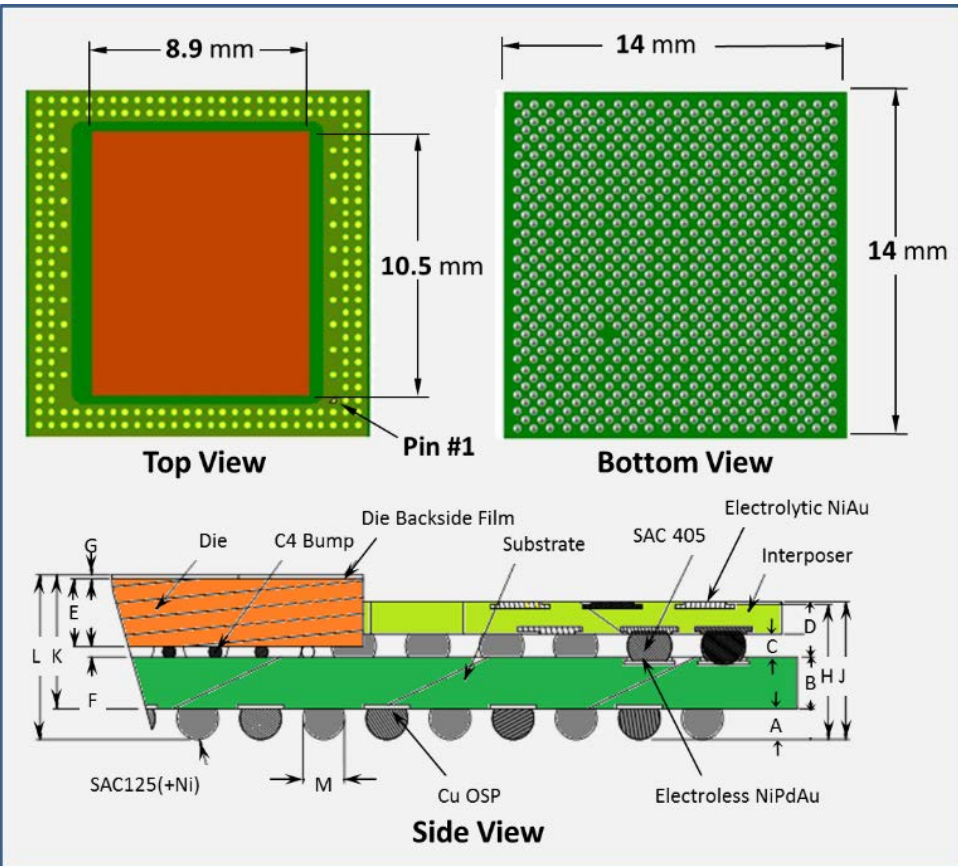 8.9 mm
14 mm
10.5 mm
14 mm
Pin #1
Top View
Bottom View
Electrolytic NiAu
Die Backside Film
SAC 405
G
Die
C4 Bump
Substrate
Interposer
E
D
C
L
K
H
J
F
B
A
SAC125(+Ni)
M
Cu OSP
Electroless NiPdAu
Side View